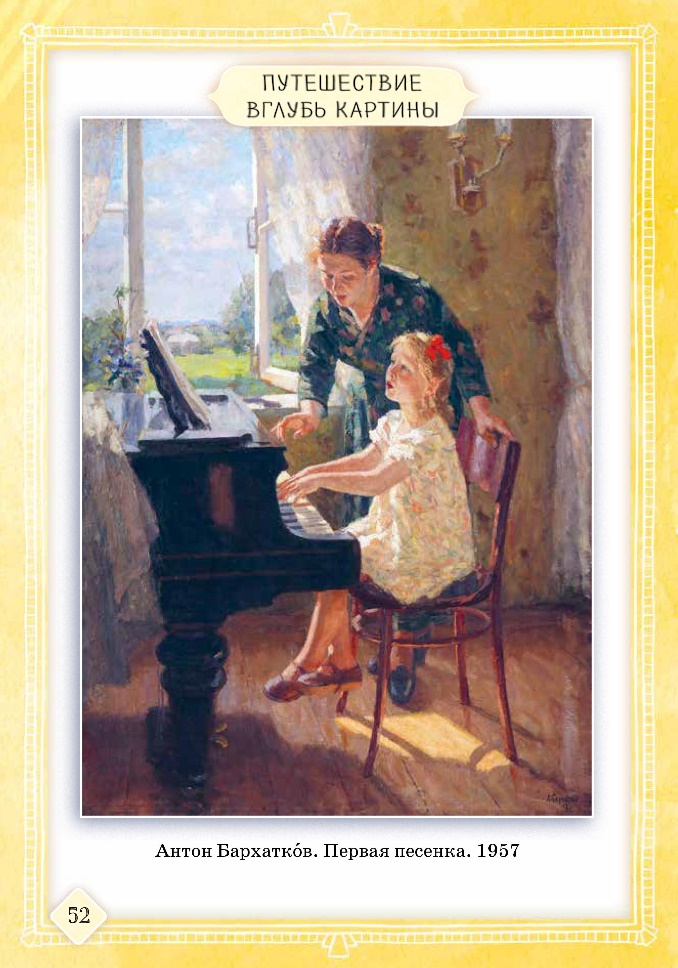 ПУТЕШЕСТВИЕ
ВГЛУБЬ КАРТИНЫ
Антон Бархатко́в. Первая песенка. 1957
52